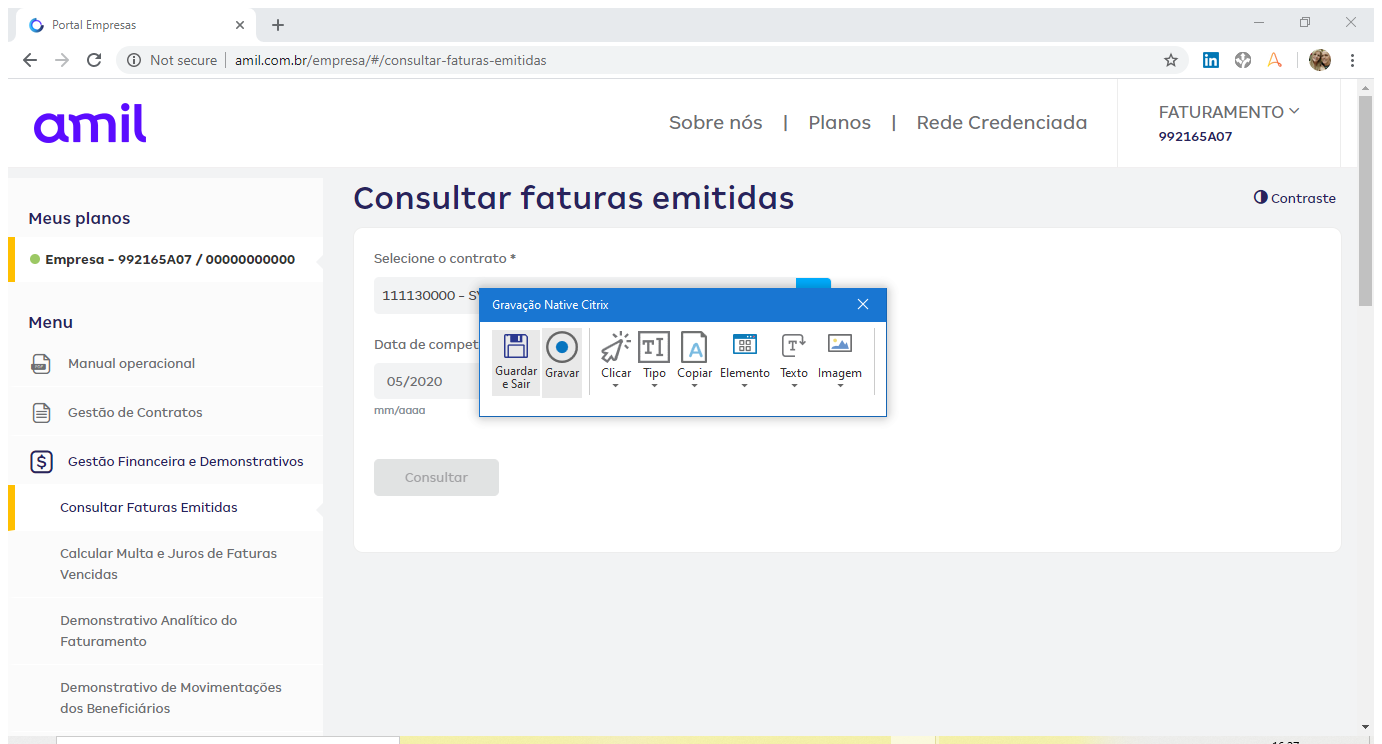 Portal Empresas
Not secure
amil.com.br/empresa/#/consultar-faturas-emitidas
amil
Sobre nós | Planos | Rede Credenciada
FATURAMENTO
992165A07
Meus planos
Empresa - 992165A07 / 00000000000
Menu
Manual operacional
Gestão de Contratos
Gestão Financeira e Demonstrativos
Consultar Faturas Emitidas
Calcular Multa e Juros de Faturas
Vencidas
Demonstrativo Analítico do
Faturamento
Demonstrativo de Movimentações
dos Beneficiários
Consultar faturas emitidas
Contraste
Selecione o contrato *
111130000 - S
Data de compet
05/2020
mm/aaaa
Consultar
Gravação Native Citrix
Guardar
e Sair
Gravar
Clicar
Tipo
Copiar
Elemento
Texto
Imagem